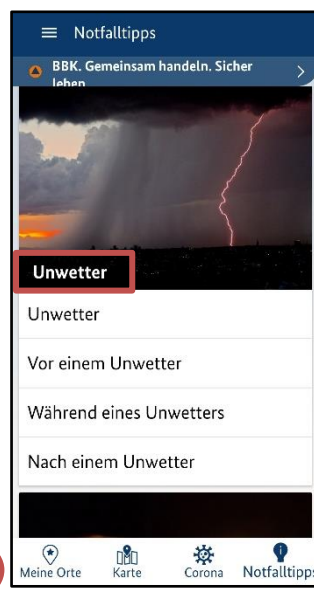 Notfalltipps
BBK. Gemeinsam handeln. Sicher
leben
Unwetter
Unwetter
Vor einem Unwetter
Während eines Unwetters
Nach einem Unwetter
Meine Orte Karte Corona Notfalltipps